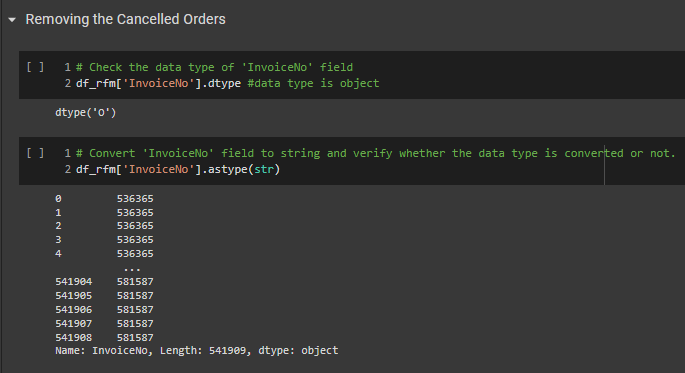 Removing the Cancelled Orders
[ ] 1 # Check the data type of 'InvoiceNo' field
2 df_rfm['InvoiceNo'].dtype #data type is object
dtype('O')
[ ] 1 # Convert 'InvoiceNo' field to string and verify whether the data type is converted or not.
2 df_rfm['InvoiceNo'].astype(str)
0 536365
1 536365
2 536365
3 536365
4 536365
...
541904 581587
541905 581587
541906 581587
541907 581587
541908 581587
Name: InvoiceNo, Length: 541909, dtype: object